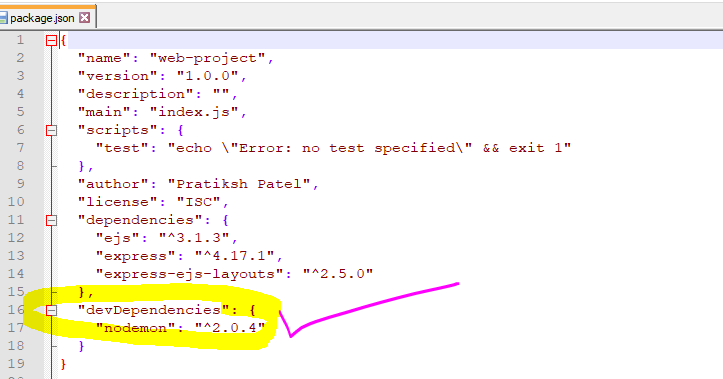 package.json
1 {
2 "name": "web-project",
3 "version": "1.0.0",
4 "description": "",
5 "main": "index.js",
6 "scripts": {
7 "test": "echo \"Error: no test specified\" && exit 1"
8 },
9 "author": "Pratiksh Patel",
10 "license": "ISC",
11 "dependencies": {
12 "ejs": "^3.1.3",
13 "express": "^4.17.1",
14 "express-ejs-layouts": "^2.5.0"
15 },
16 "devDependencies": {
17 "nodemon": "^2.0.4"
18 }
19 }